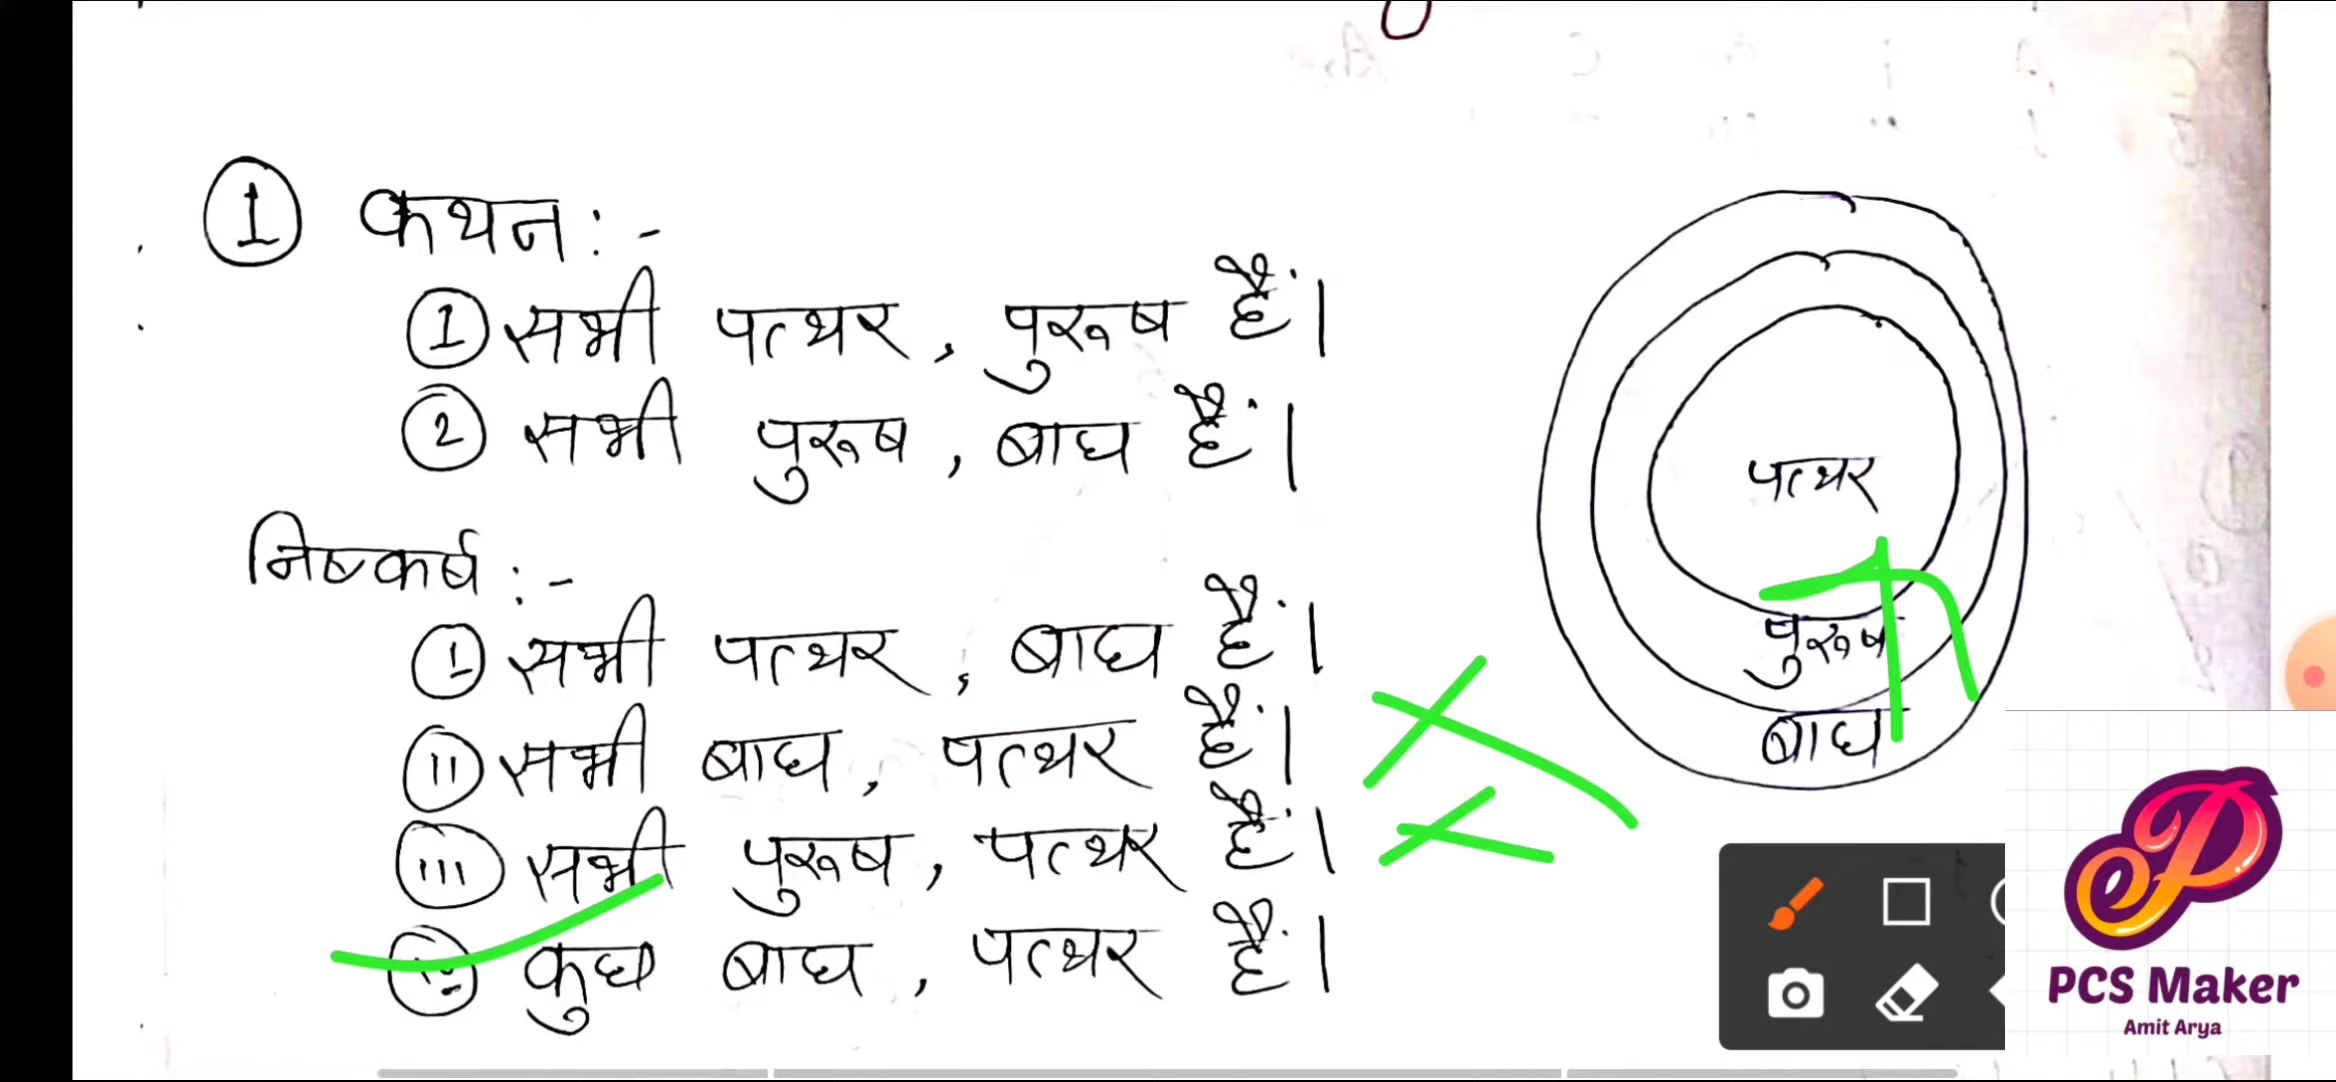 ① कथन :-
① सभी पत्थर, पुरूष हैं।
② सभी पुरूष, बाघ हैं।
निष्कर्ष :-
① सभी पत्थर, बाघ हैं।
⑪ सभी बाघ, पत्थर हैं।
ⅲ सभी पुरूष, पत्थर हैं।
कुछ बाघ, पत्थर हैं।
पत्थर
पुरूष
बाघ
PCS Maker
Amit Arya